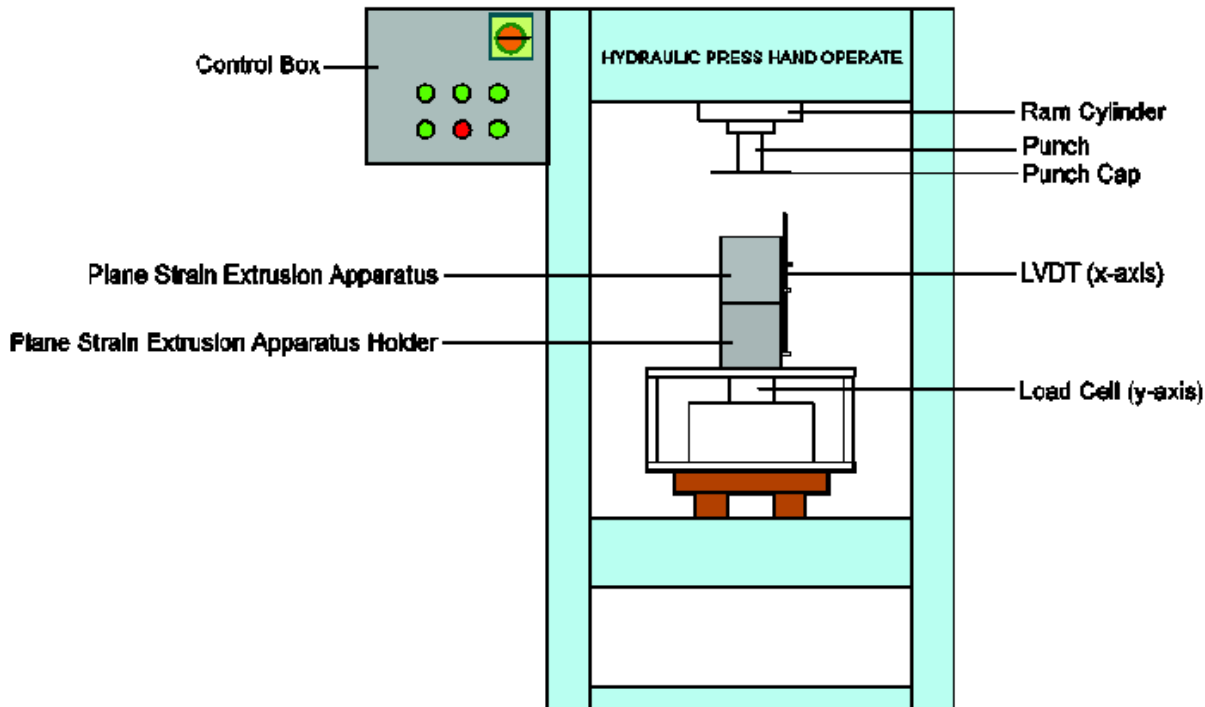 HYDRAULIC PRESS HAND OPERATE
Control Box
Ram Cylinder
Punch
Punch Cap
Plane Strain Extrusion Apparatus
LVDT (x-axis)
Plane Strain Extrusion Apparatus Holder
Load Cell (y-axis)